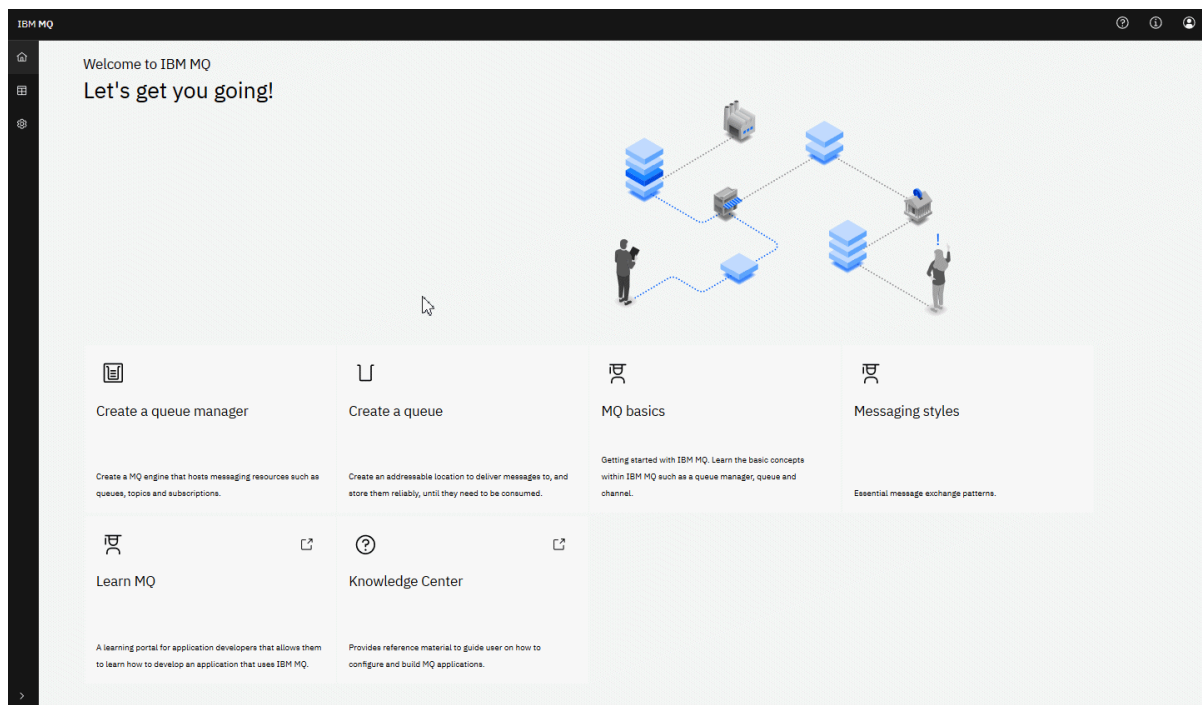 IBM MQ
Welcome to IBM MQ
Let's get you going!
Create a queue manager
Create a MQ engine that hosts messaging resources such as
queues, topics and subscriptions.
Create a queue
Create an addressable location to deliver messages to, and
store them reliably, until they need to be consumed.
MQ basics
Getting started with IBM MQ. Learn the basic concepts
within IBM MQ such as a queue manager, queue and
channel.
Messaging styles
Essential message exchange patterns.
Learn MQ
A learning portal for application developers that allows them
to learn how to develop an application that uses IBM MQ.
Knowledge Center
Provides reference material to guide user on how to
configure and build MQ applications.